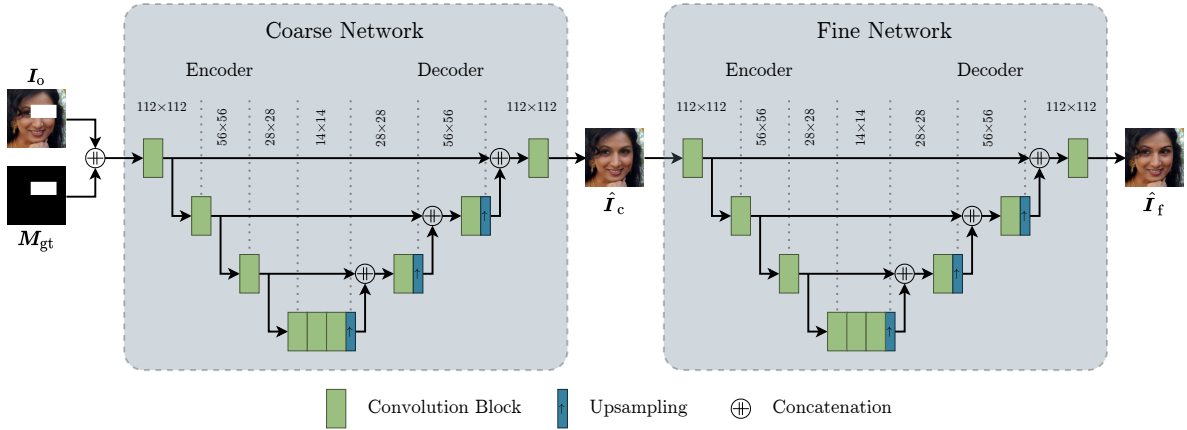 Coarse Network
Fine Network
Encoder
Decoder
Encoder
Decoder
I_o
112×112
56×56
28×28
14×14
28×28
56×56
112×112
112×112
56×56
28×28
14×14
28×28
56×56
112×112
M_gt
Î_c
Î_f
Convolution Block
↑ Upsampling
Concatenation